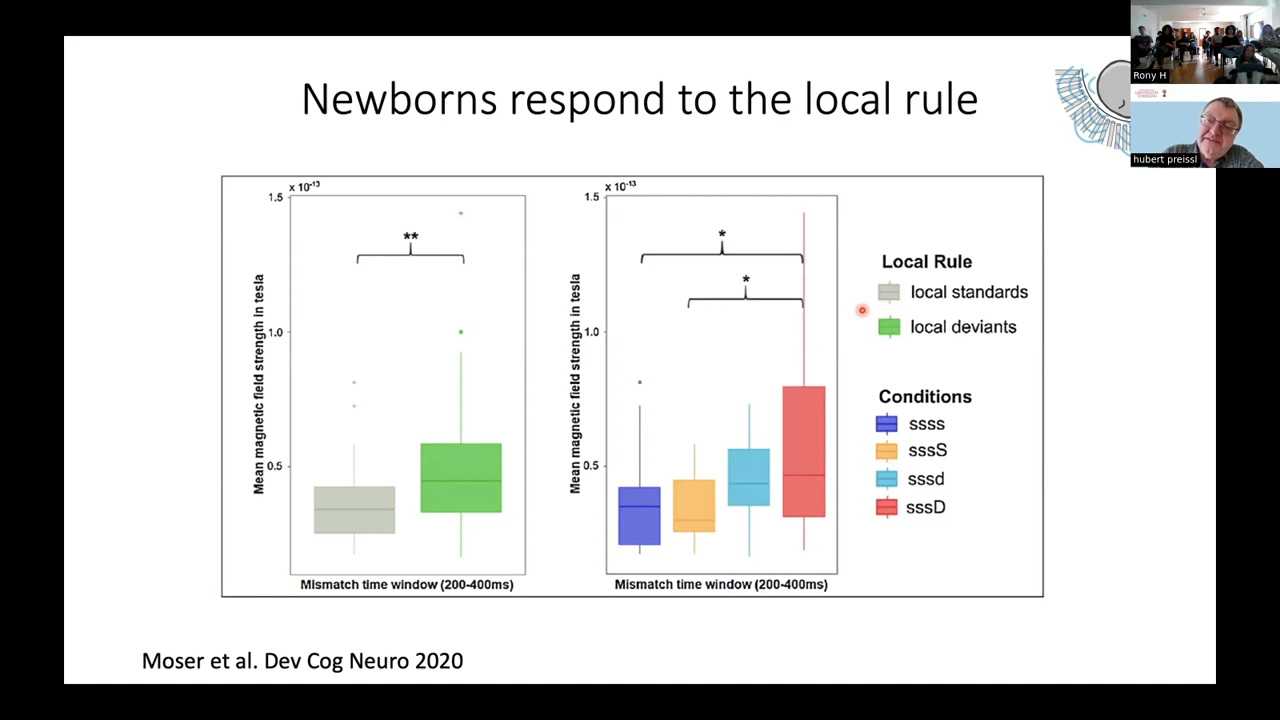 Newborns respond to the local rule
Rony H
hubert preissl
x 10-13
1.5
1.0
0.5
**
Mean magnetic field strength in tesla
Mismatch time window (200-400ms)
x 10-13
1.5
1.0
0.5
*
*
Mean magnetic field strength in tesla
Mismatch time window (200-400ms)
Local Rule
local standards
local deviants
Conditions
ssss
sssS
sssd
sssD
Moser et al. Dev Cog Neuro 2020